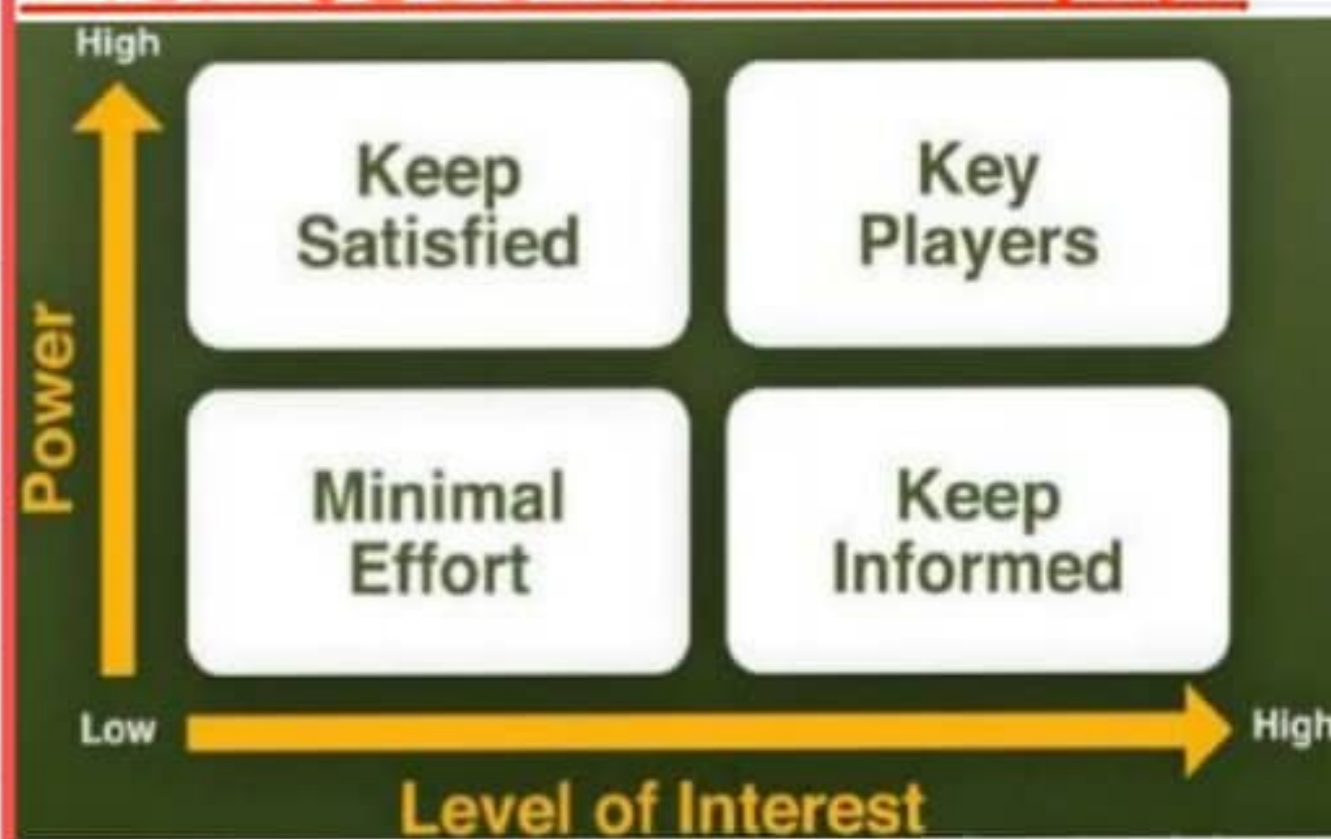 High
Keep
Satisfied
Key
Players
Power
Minimal
Effort
Keep
Informed
Low
High
Level of Interest